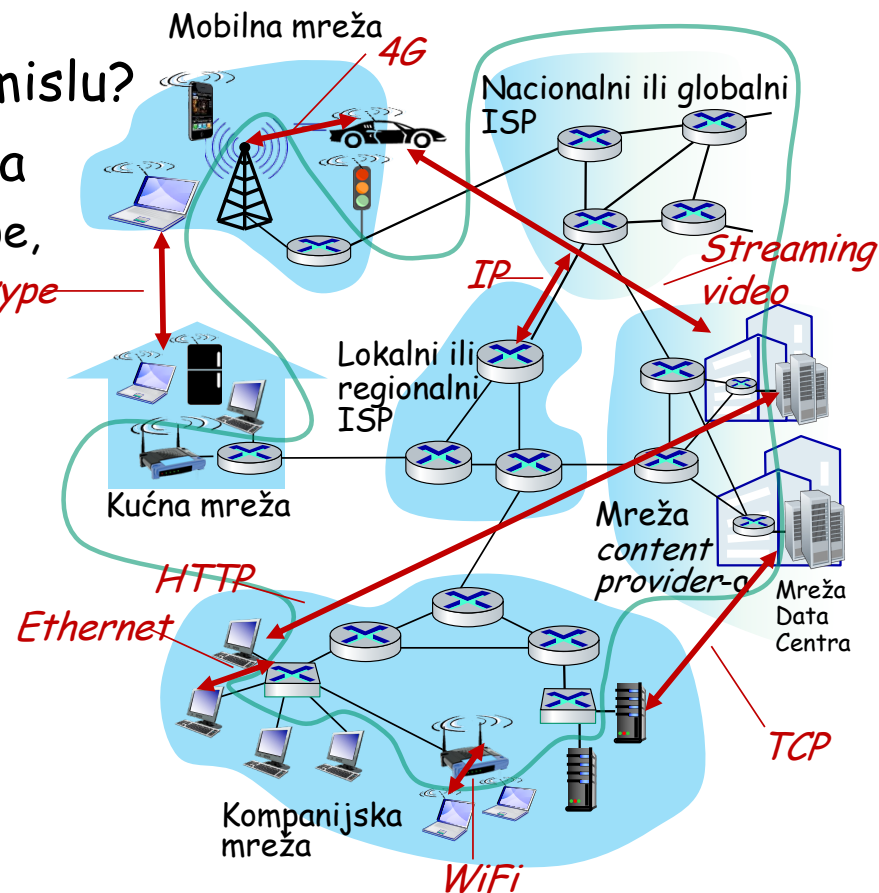 Mobilna mreža
4G
mislu?
Nacionalni ili globalni
ISP
a
pe,
ype
IP
Streaming
video
Lokalni ili
regionalni
ISP
Kućna mreža
Mreža
content
provider-a
Mreža
Data
Centra
HTTP
Ethernet
TCP
Kompanijska
mreža
WiFi